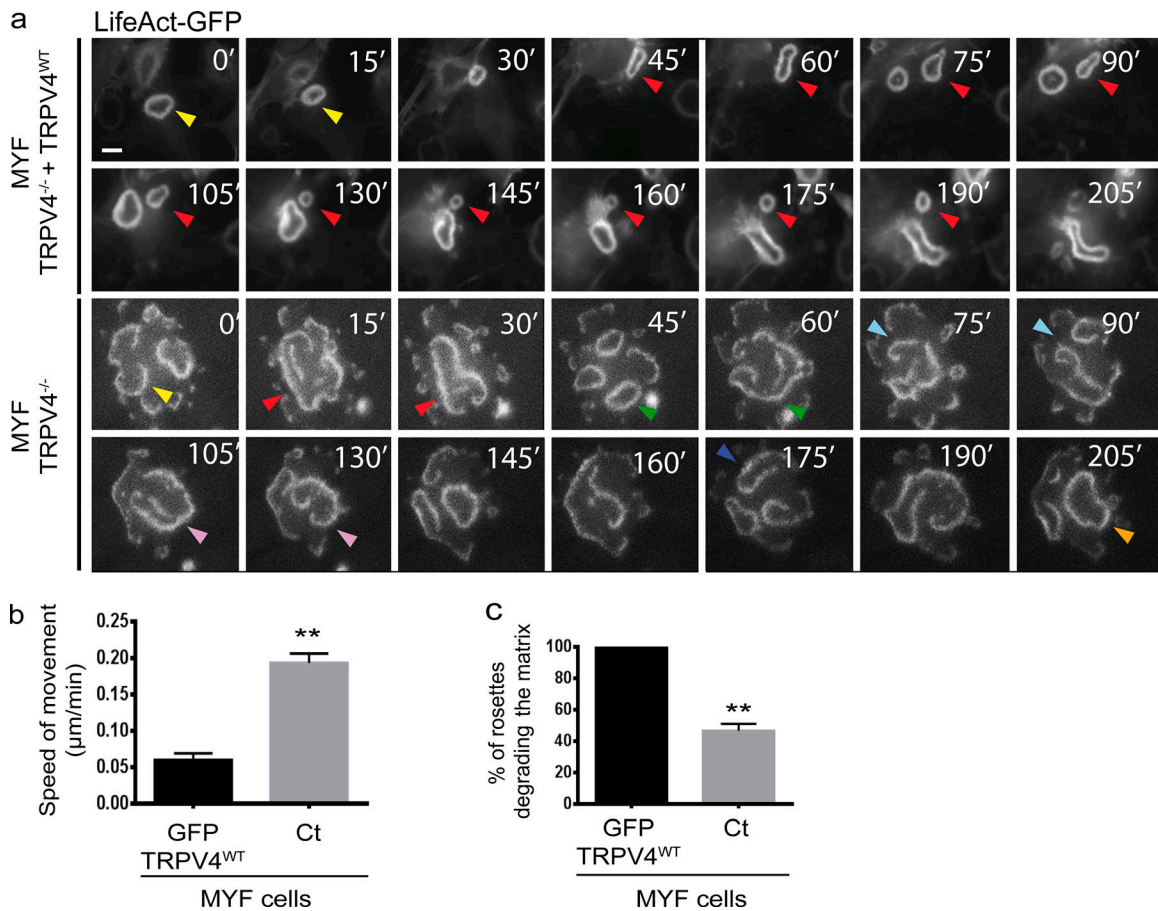 a
LifeAct-GFP
MYF
TRPV4-/- + TRPV4WT
0’ 15’ 30’ 45’ 60’ 75’ 90’
105’ 130’ 145’ 160’ 175’ 190’ 205’
MYF
TRPV4-/-
0’ 15’ 30’ 45’ 60’ 75’ 90’
105’ 130’ 145’ 160’ 175’ 190’ 205’
b
Speed of movement
(µm/min)
0.25
0.20
0.15
0.10
0.05
0.00
**
GFP Ct
TRPV4WT
MYF cells
c
% of rosettes
degrading the matrix
100
80
60
40
20
0
**
GFP Ct
TRPV4WT
MYF cells